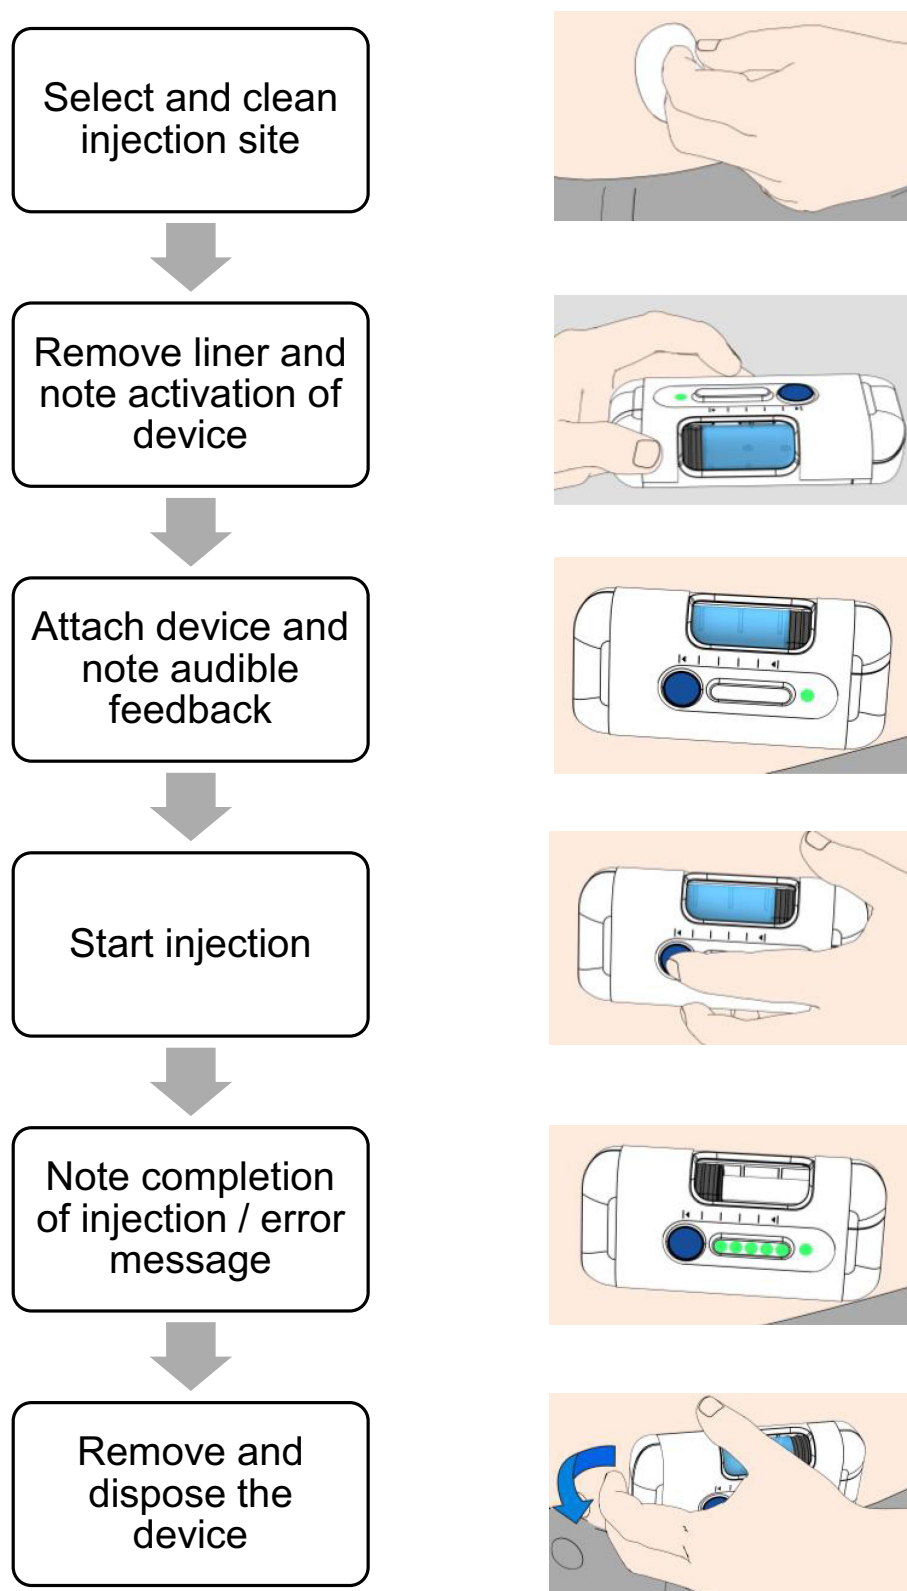 Select and clean
injection site
Remove liner and
note activation of
device
Attach device and
note audible
feedback
Start injection
Note completion
of injection / error
message
Remove and
dispose the
device